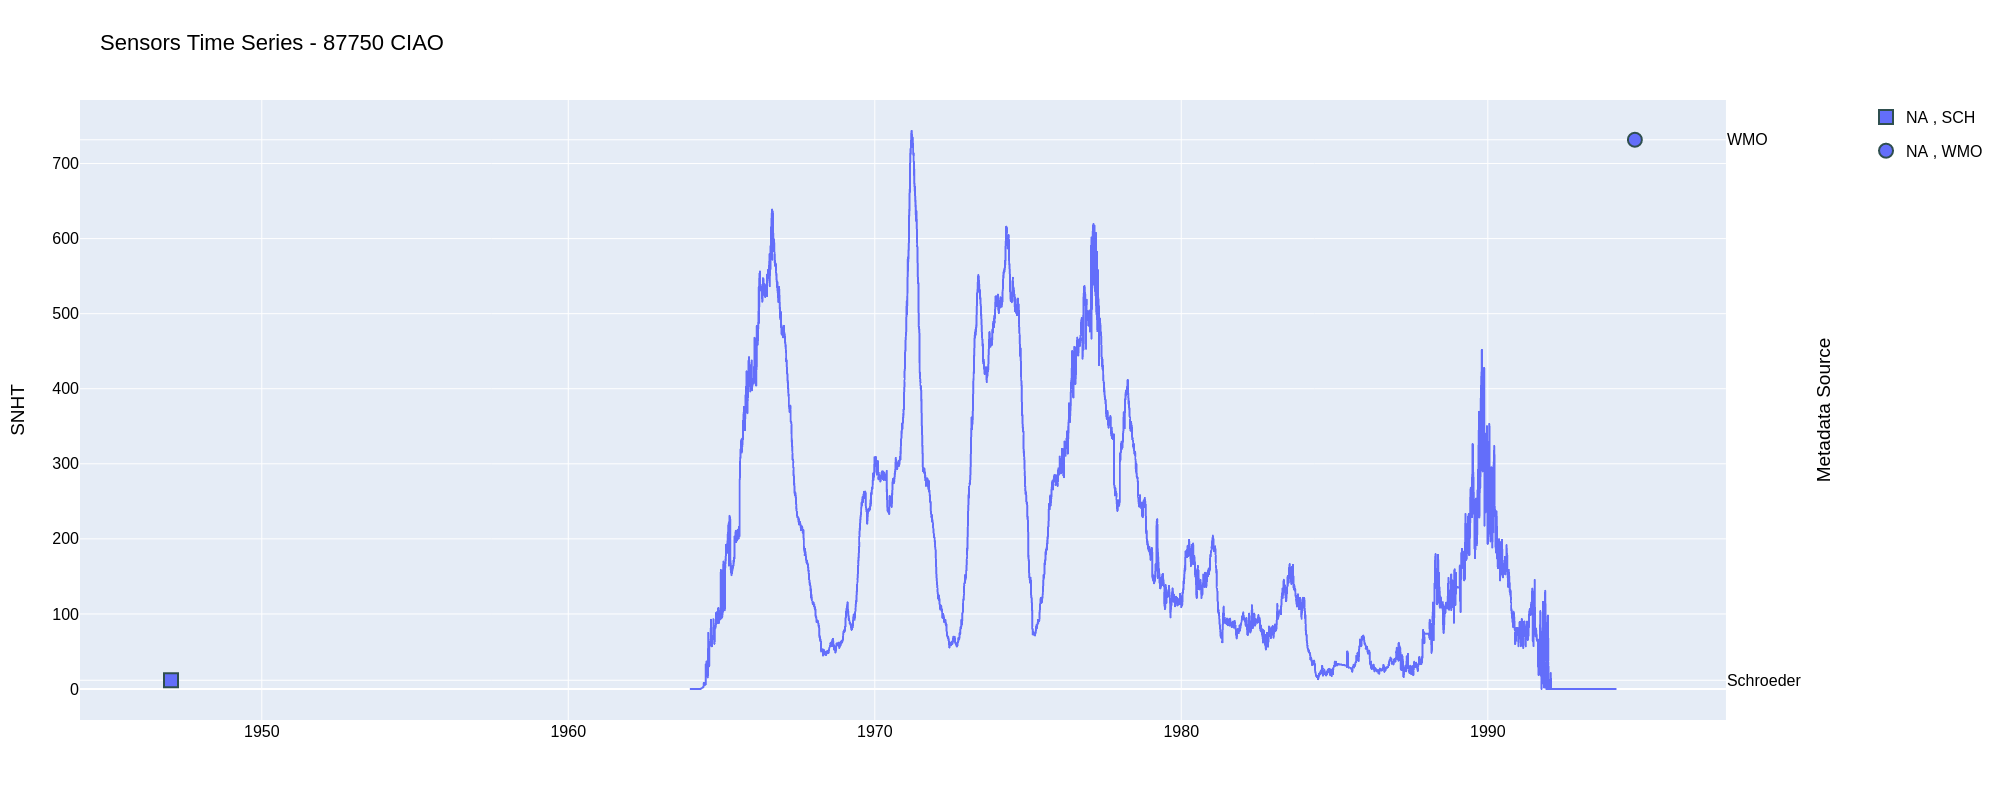 Sensors Time Series - 87750 CIAO
NA , SCH
NA , WMO
WMO
Schroeder
Metadata Source
SNHT
700
600
500
400
300
200
100
0
1950
1960
1970
1980
1990